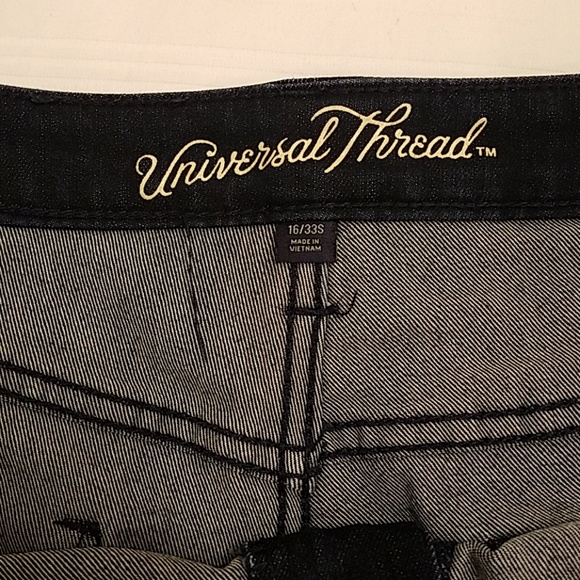 Universal Thread™
16/33S
MADE IN
VIETNAM